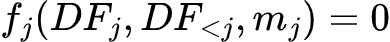 f_j(DF_j, DF_{<j}, m_j) = 0